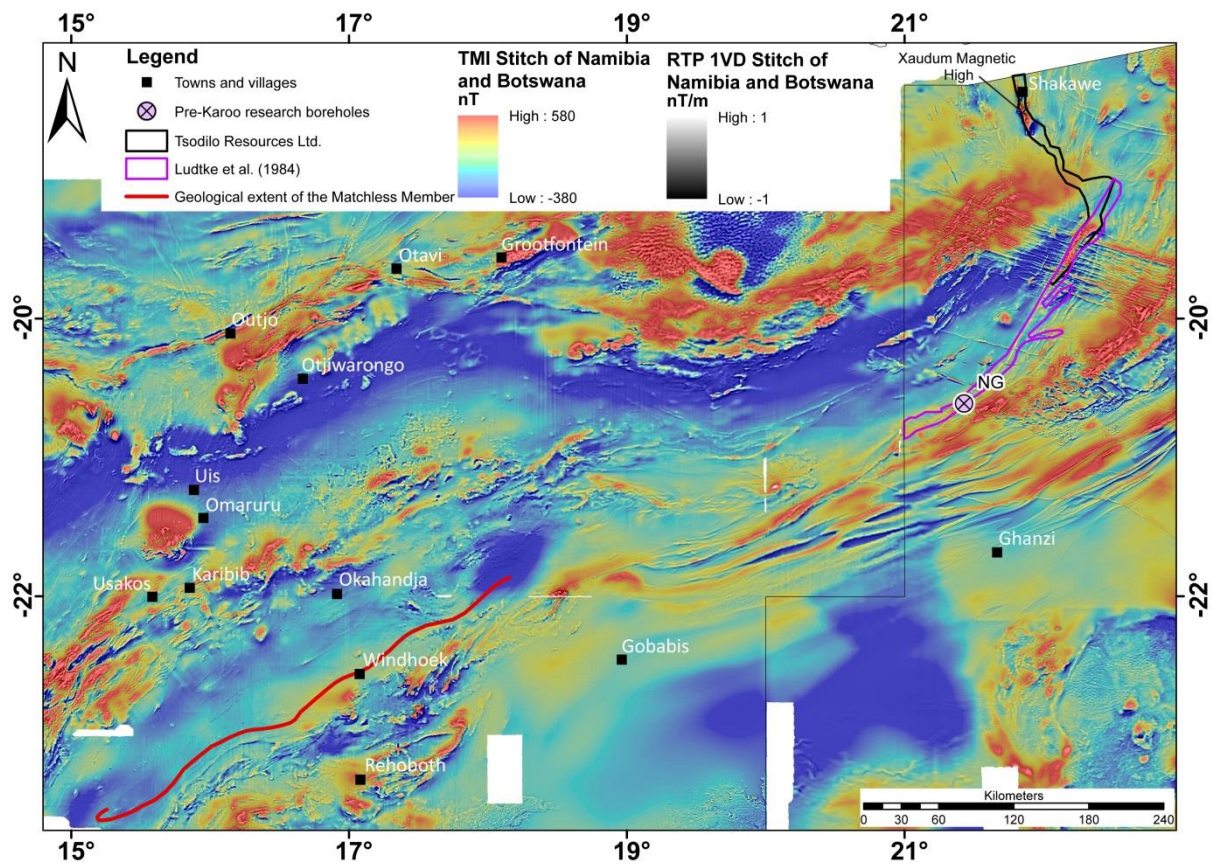 15°
17°
19°
21°
N
Legend
Towns and villages
Pre-Karoo research boreholes
Tsodilo Resources Ltd.
Ludtke et al. (1984)
Geological extent of the Matchless Member
TMI Stitch of Namibia
and Botswana
nT
High : 580
Low : -380
RTP 1VD Stitch of
Namibia and Botswana
nT/m
High : 1
Low : -1
Xaudum Magnetic
High
Shakawe
Grootfontein
Otavi
Outjo
Otjiwarongo
-20°
-20°
NG
Uis
Omaruru
Ghanzi
Karibib
Usakos
Okahandja
-22°
-22°
Gobabis
Windhoek
Rehoboth
Kilometers
0 30 60 120 180 240
15°
17°
19°
21°